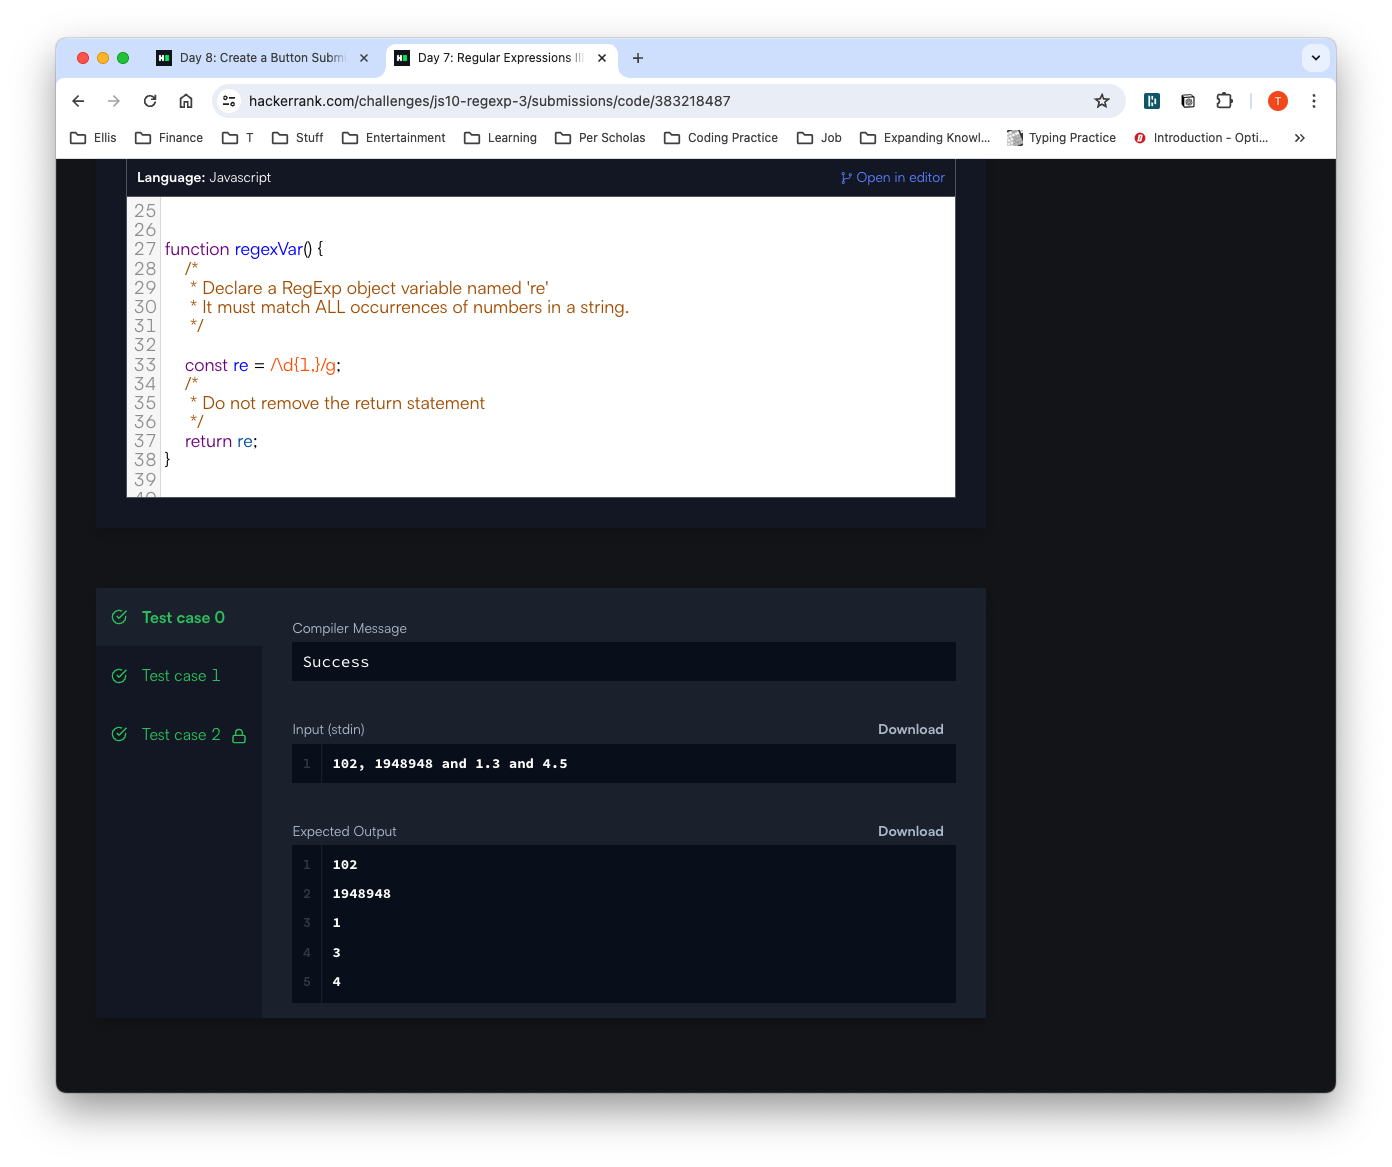 Day 8: Create a Button Submi
Day 7: Regular Expressions III
hackerrank.com/challenges/js10-regexp-3/submissions/code/383218487
T
Ellis
Finance
T
Stuff
Entertainment
Learning
Per Scholas
Coding Practice
Job
Expanding Knowl...
Typing Practice
Introduction - Opti...
Language: Javascript
Open in editor
25
26
27 function regexVar() {
28 /*
29 * Declare a RegExp object variable named 're'
30 * It must match ALL occurrences of numbers in a string.
31 */
32
33 const re = /\d{1,}/g;
34 /*
35 * Do not remove the return statement
36 */
37 return re;
38 }
39
40
Test case 0
Test case 1
Test case 2
Compiler Message
Success
Input (stdin)
Download
1 102, 1948948 and 1.3 and 4.5
Expected Output
Download
1 102
2 1948948
3 1
4 3
5 4